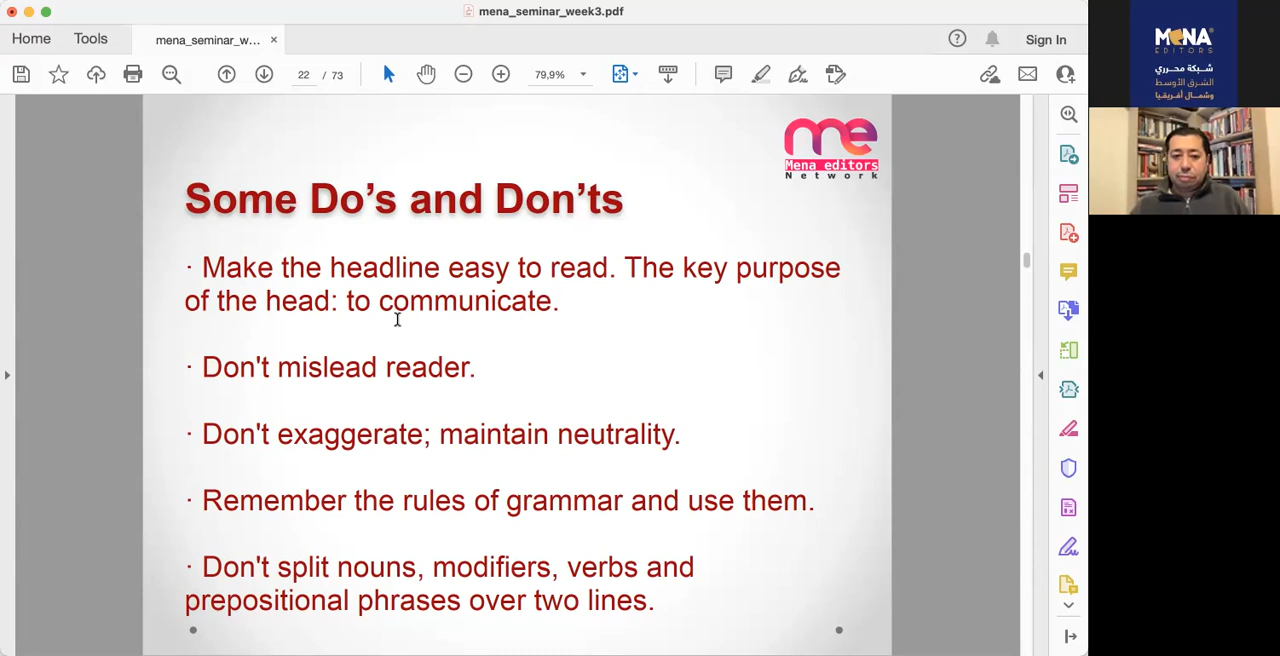 mena_seminar_week3.pdf
Home
Tools
mena_seminar_w...
Sign In
22 / 73
79,9%
me
Mena editors
Network
Some Do’s and Don’ts
· Make the headline easy to read. The key purpose
of the head: to communicate.
· Don't mislead reader.
· Don't exaggerate; maintain neutrality.
· Remember the rules of grammar and use them.
· Don't split nouns, modifiers, verbs and
prepositional phrases over two lines.
MENA
EDITORS
شبكة محرري
الشرق الأوسط
وشمال أفريقيا